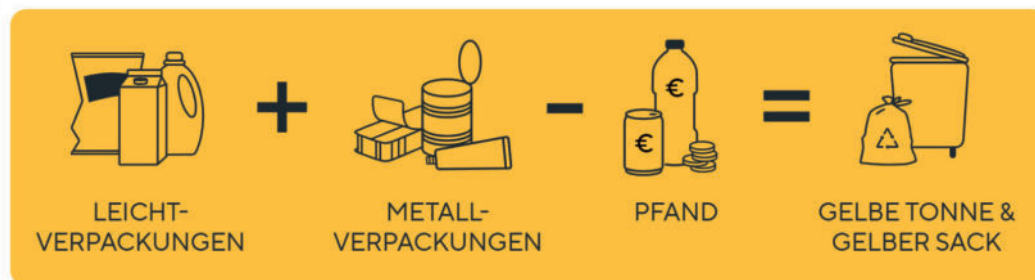 +
-
€
€
=
LEICHT-
VERPACKUNGEN
METALL-
VERPACKUNGEN
PFAND
GELBE TONNE &
GELBER SACK